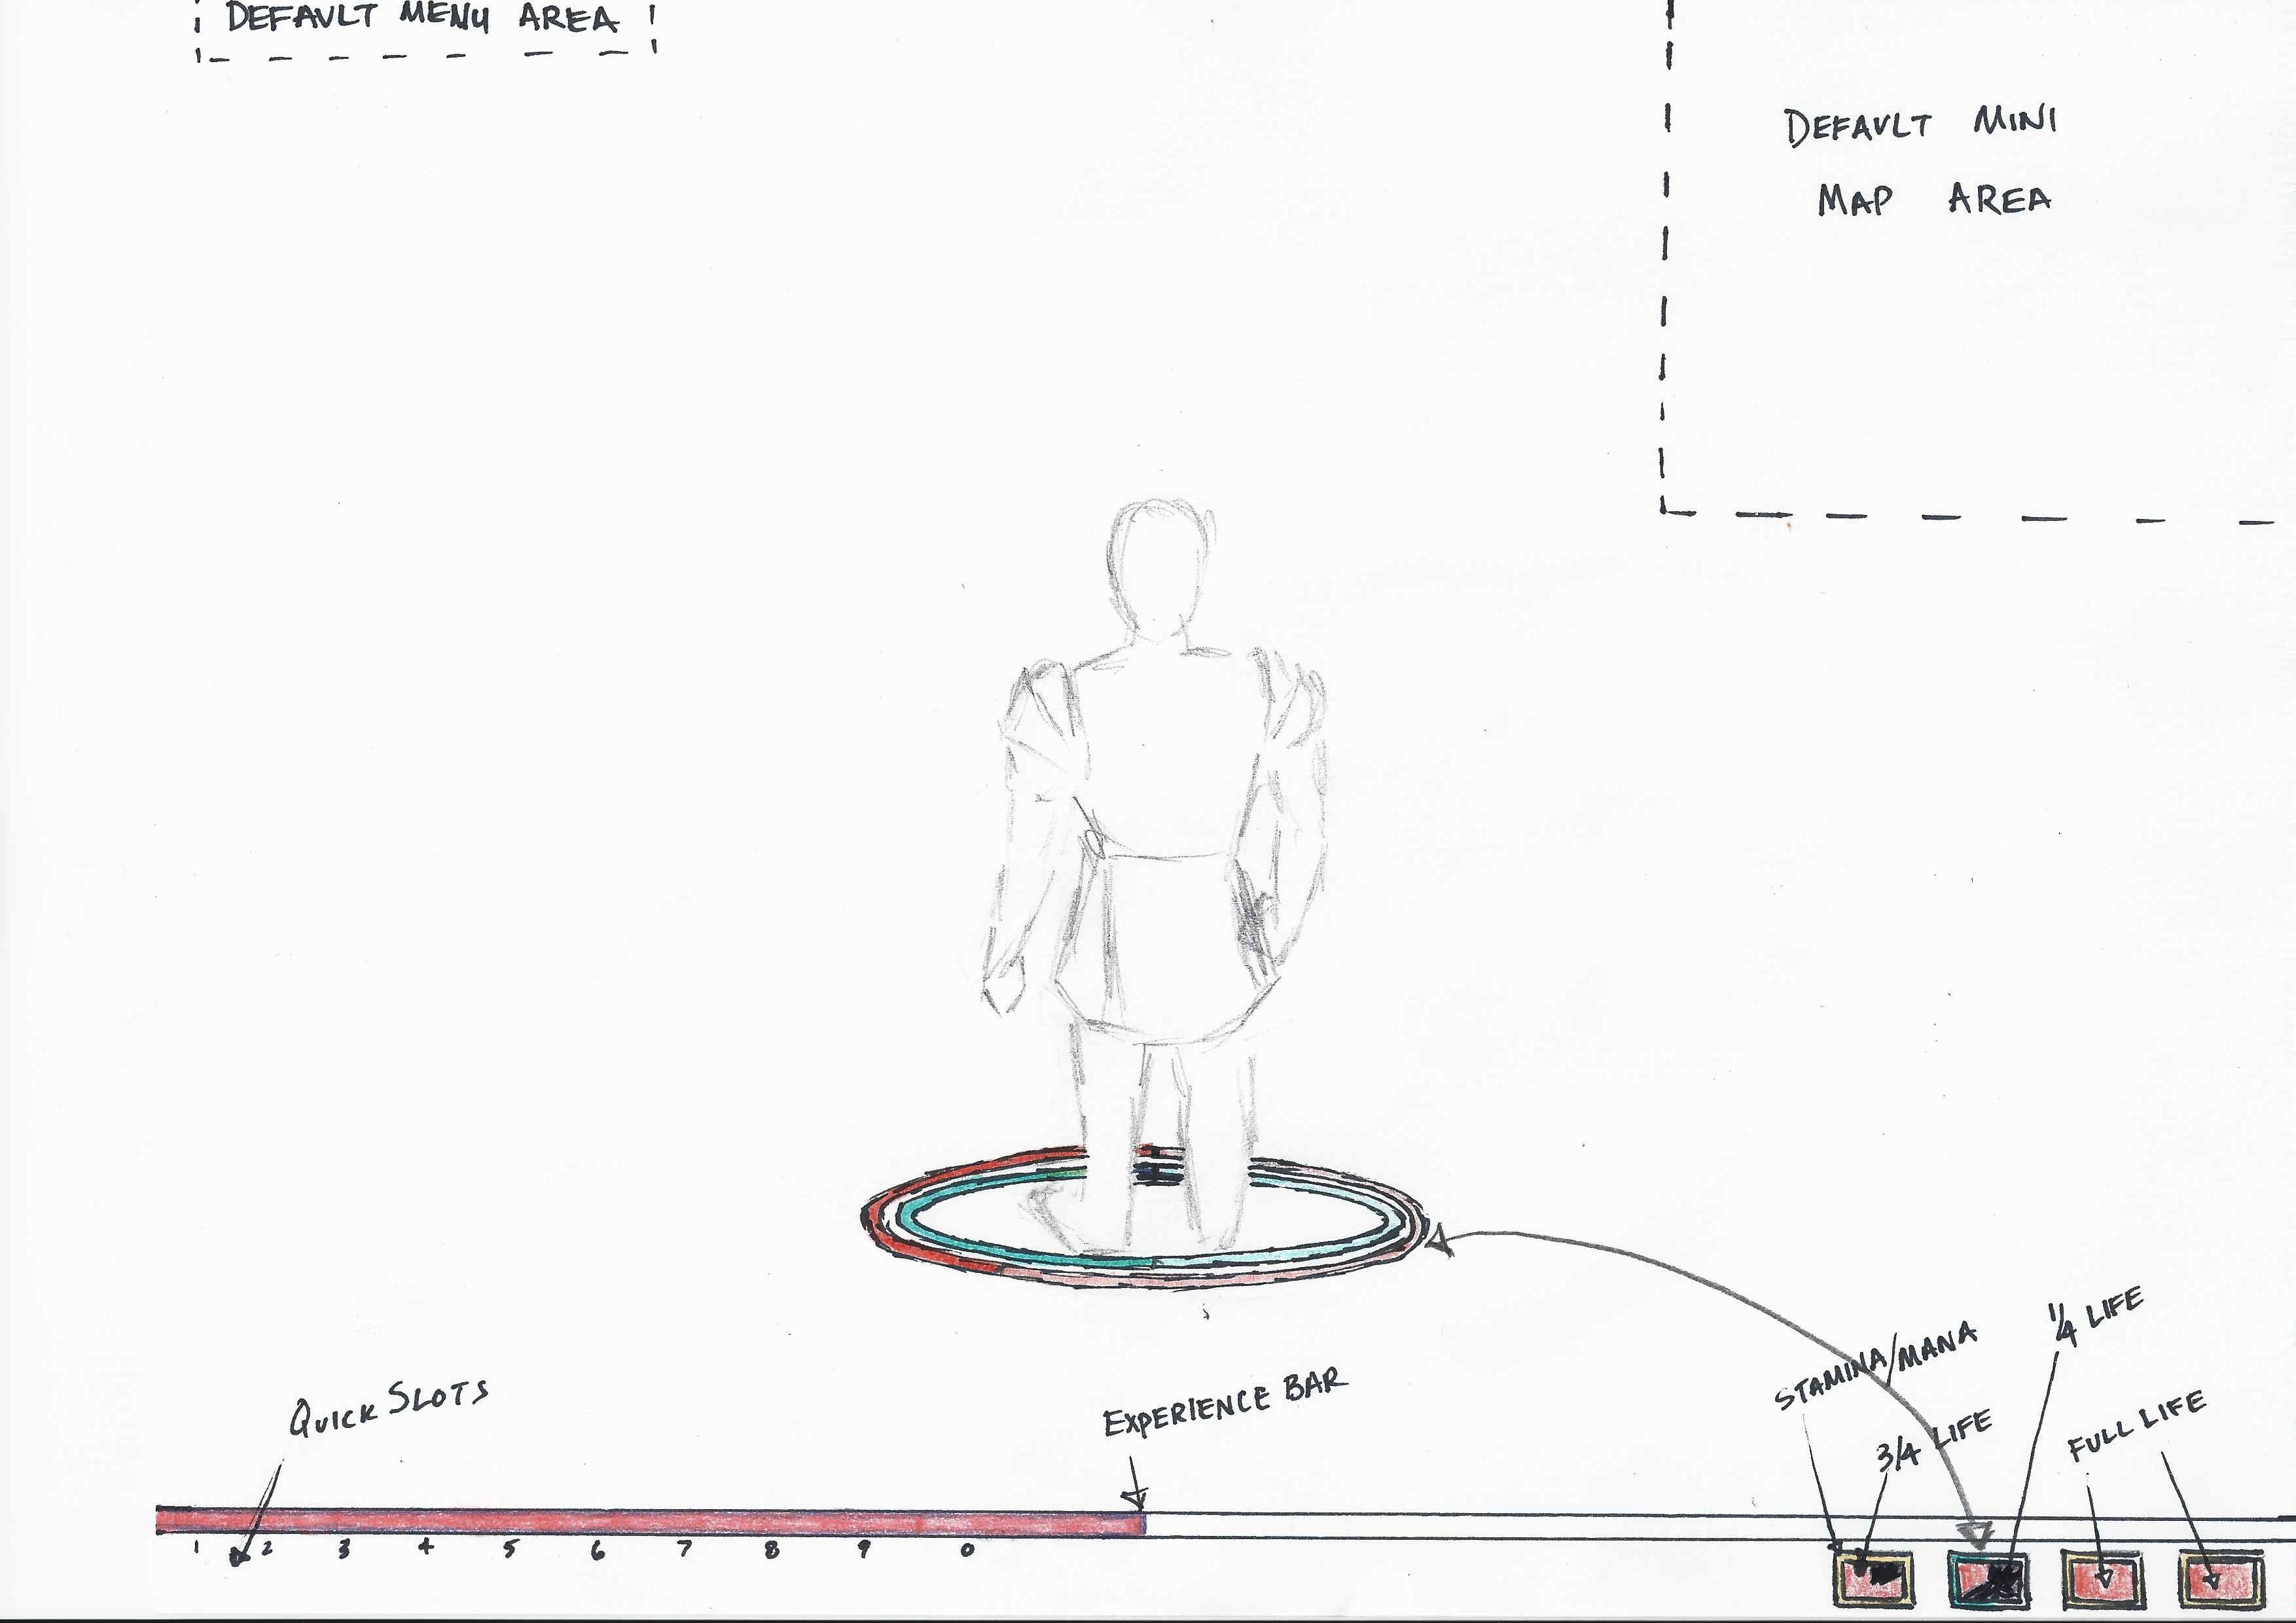 DEFAULT MENU AREA
DEFAULT MINI
MAP AREA
STAMINA/MANA
1/4 LIFE
QUICK SLOTS
EXPERIENCE BAR
3/4 LIFE
FULL LIFE
1 2 3 4 5 6 7 8 9 0